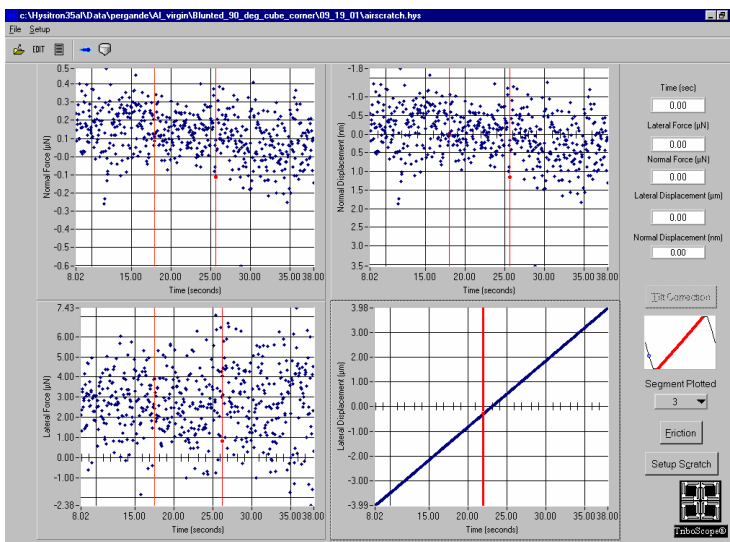 c:\Hysitron35al\Data\pergande\Al_virgin\Blunted_90_deg_cube_corner\09_19_01\airscratch.hys
File Setup
EDIT
Normal Force (µN)
0.5
0.4
0.3
0.2
0.1
-0.0
-0.1
-0.2
-0.3
-0.4
-0.5
-0.6
8.02 15.00 20.00 25.00 30.00 35.00 38.00
Time (seconds)
Normal Displacement (nm)
-1.8
-1.0
-0.5
0.0
0.5
1.0
1.5
2.0
2.5
3.0
3.5
8.02 15.00 20.00 25.00 30.00 35.00 38.00
Time (seconds)
Lateral Force (µN)
7.43
6.00
5.00
4.00
3.00
2.00
1.00
0.00
-1.00
-2.38
8.02 15.00 20.00 25.00 30.00 35.00 38.00
Time (seconds)
Lateral Displacement (µm)
3.98
3.00
2.00
1.00
0.00
-1.00
-2.00
-3.00
-3.99
8.02 15.00 20.00 25.00 30.00 35.00 38.00
Time (seconds)
Time (sec)
0.00
Lateral Force (µN)
0.00
Normal Force (µN)
0.00
Lateral Displacement (µm)
0.00
Normal Displacement (nm)
0.00
Tilt Correction
Segment Plotted
3
Friction
Setup Scratch
TriboScope®